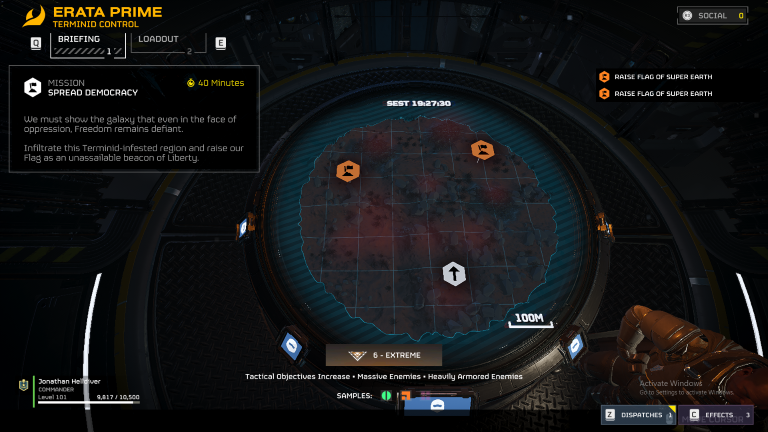 ERATA PRIME
TERMINID CONTROL
SOCIAL 0
Q
BRIEFING
1
LOADOUT
2
E
MISSION
SPREAD DEMOCRACY
40 Minutes
We must show the galaxy that even in the face of
oppression, Freedom remains defiant.
Infiltrate this Terminid-infested region and raise our
Flag as an unassailable beacon of Liberty.
RAISE FLAG OF SUPER EARTH
RAISE FLAG OF SUPER EARTH
SEST 19:27:30
100M
6 - EXTREME
Tactical Objectives Increase • Massive Enemies • Heavily Armored Enemies
SAMPLES:
Jonathan Helldiver
COMMANDER
Level 101
9,817 / 10,500
Activate Windows
Go to Settings to activate Windows.
Z DISPATCHES 1
C EFFECTS 3
MOVE CURSOR